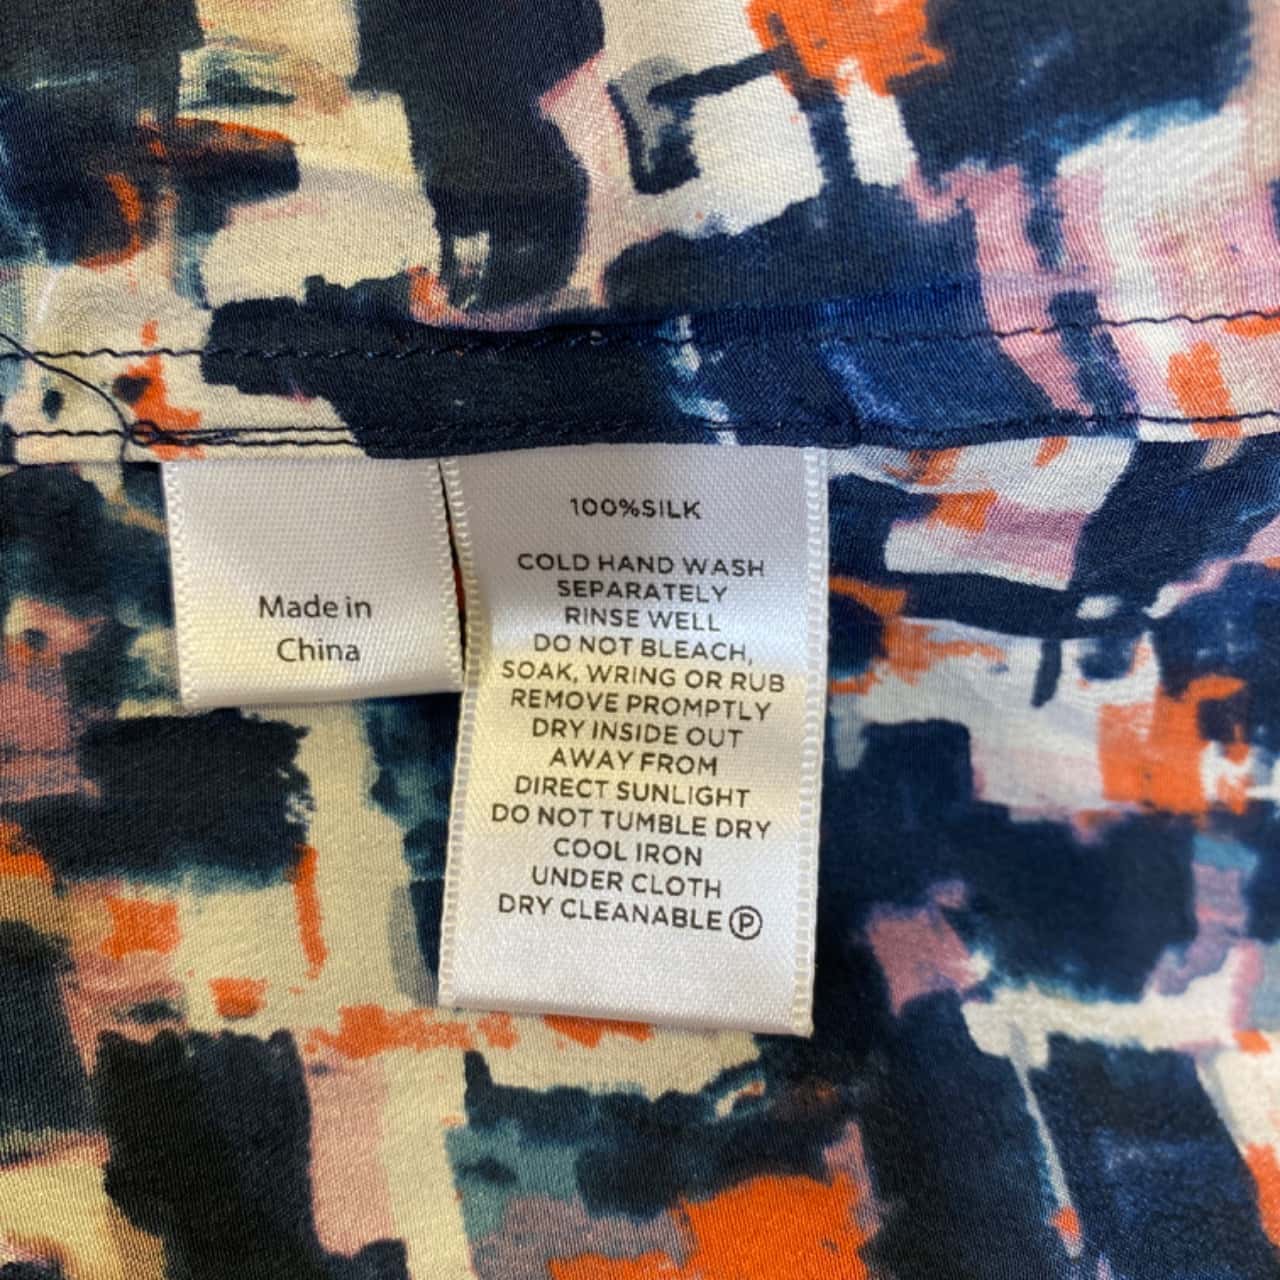 Made in
China
100%SILK
COLD HAND WASH
SEPARATELY
RINSE WELL
DO NOT BLEACH,
SOAK, WRING OR RUB
REMOVE PROMPTLY
DRY INSIDE OUT
AWAY FROM
DIRECT SUNLIGHT
DO NOT TUMBLE DRY
COOL IRON
UNDER CLOTH
DRY CLEANABLE Ⓟ